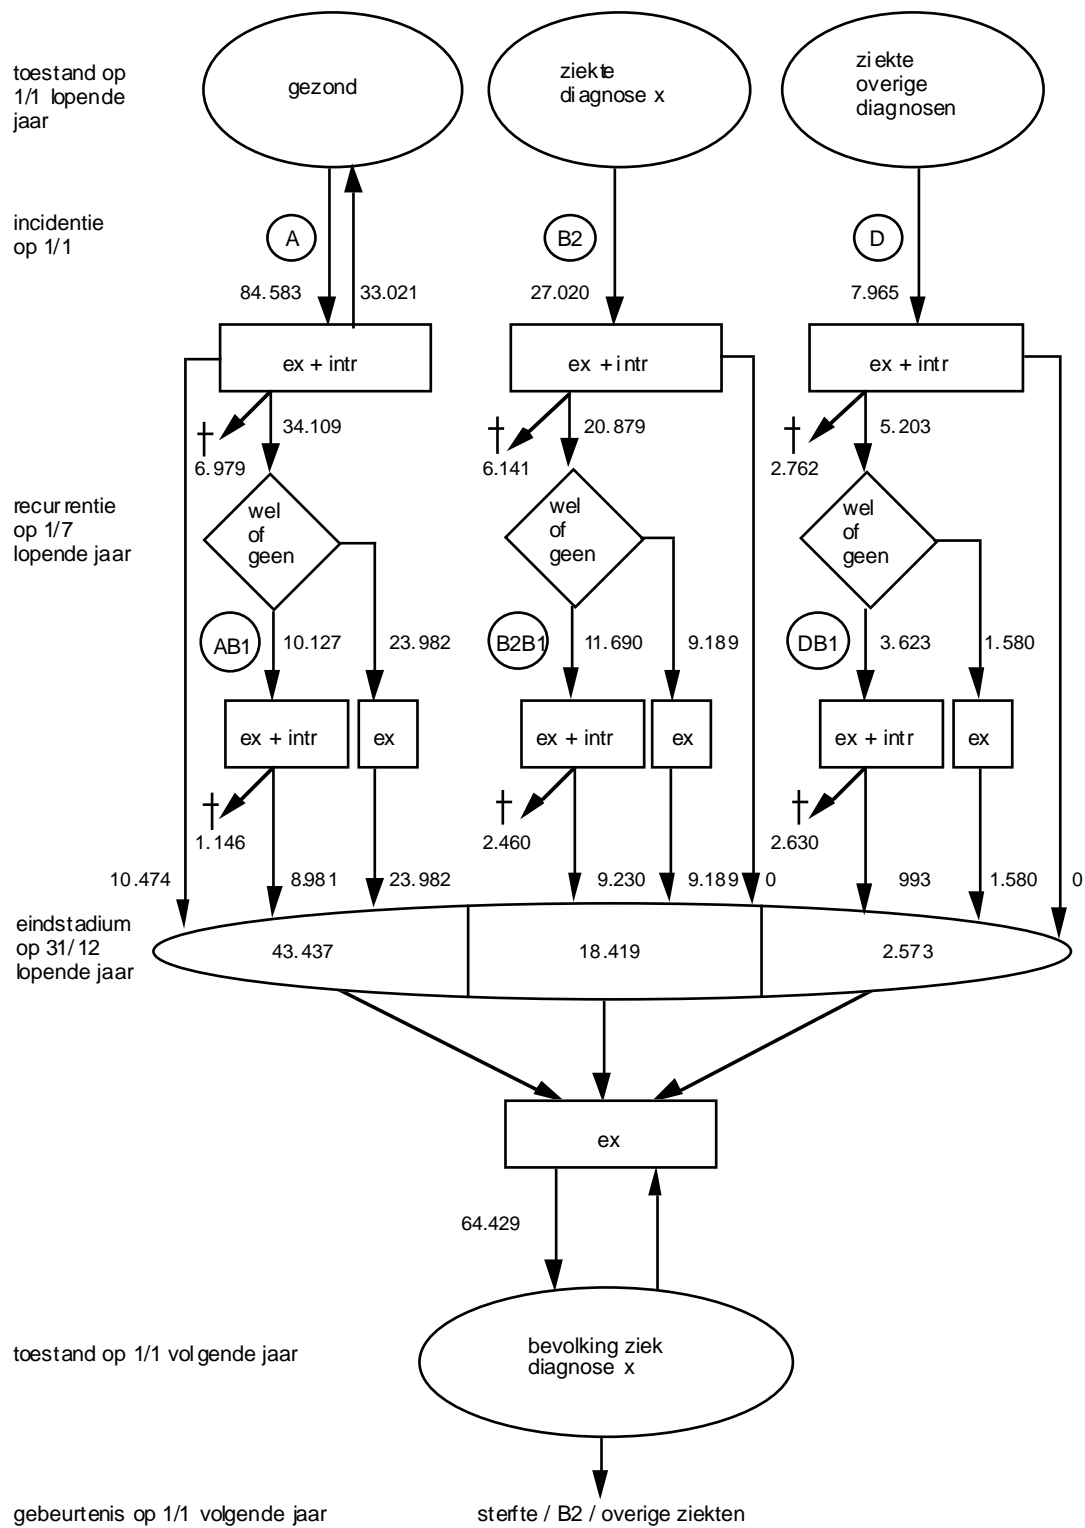 toestand op
1/1 lopende
jaar
gezond
ziekte
diagnose x
ziekte
overige
diagnosen
incidentie
op 1/1
A
B2
D
84.583
33.021
27.020
7.965
ex + intr
ex + intr
ex + intr
†
34.109
†
20.879
†
5.203
6.979
6.141
2.762
recurrentie
op 1/7
lopende jaar
wel
of
geen
wel
of
geen
wel
of
geen
AB1
10.127
23.982
B2B1
11.690
9.189
DB1
3.623
1.580
ex + intr
ex
ex + intr
ex
ex + intr
ex
†
†
†
1.146
2.460
2.630
10.474
8.981
23.982
9.230
9.189
0
993
1.580
0
eindstadium
op 31/12
lopende jaar
43.437
18.419
2.573
ex
64.429
toestand op 1/1 volgende jaar
bevolking ziek
diagnose x
gebeurtenis op 1/1 volgende jaar
sterfte / B2 / overige ziekten